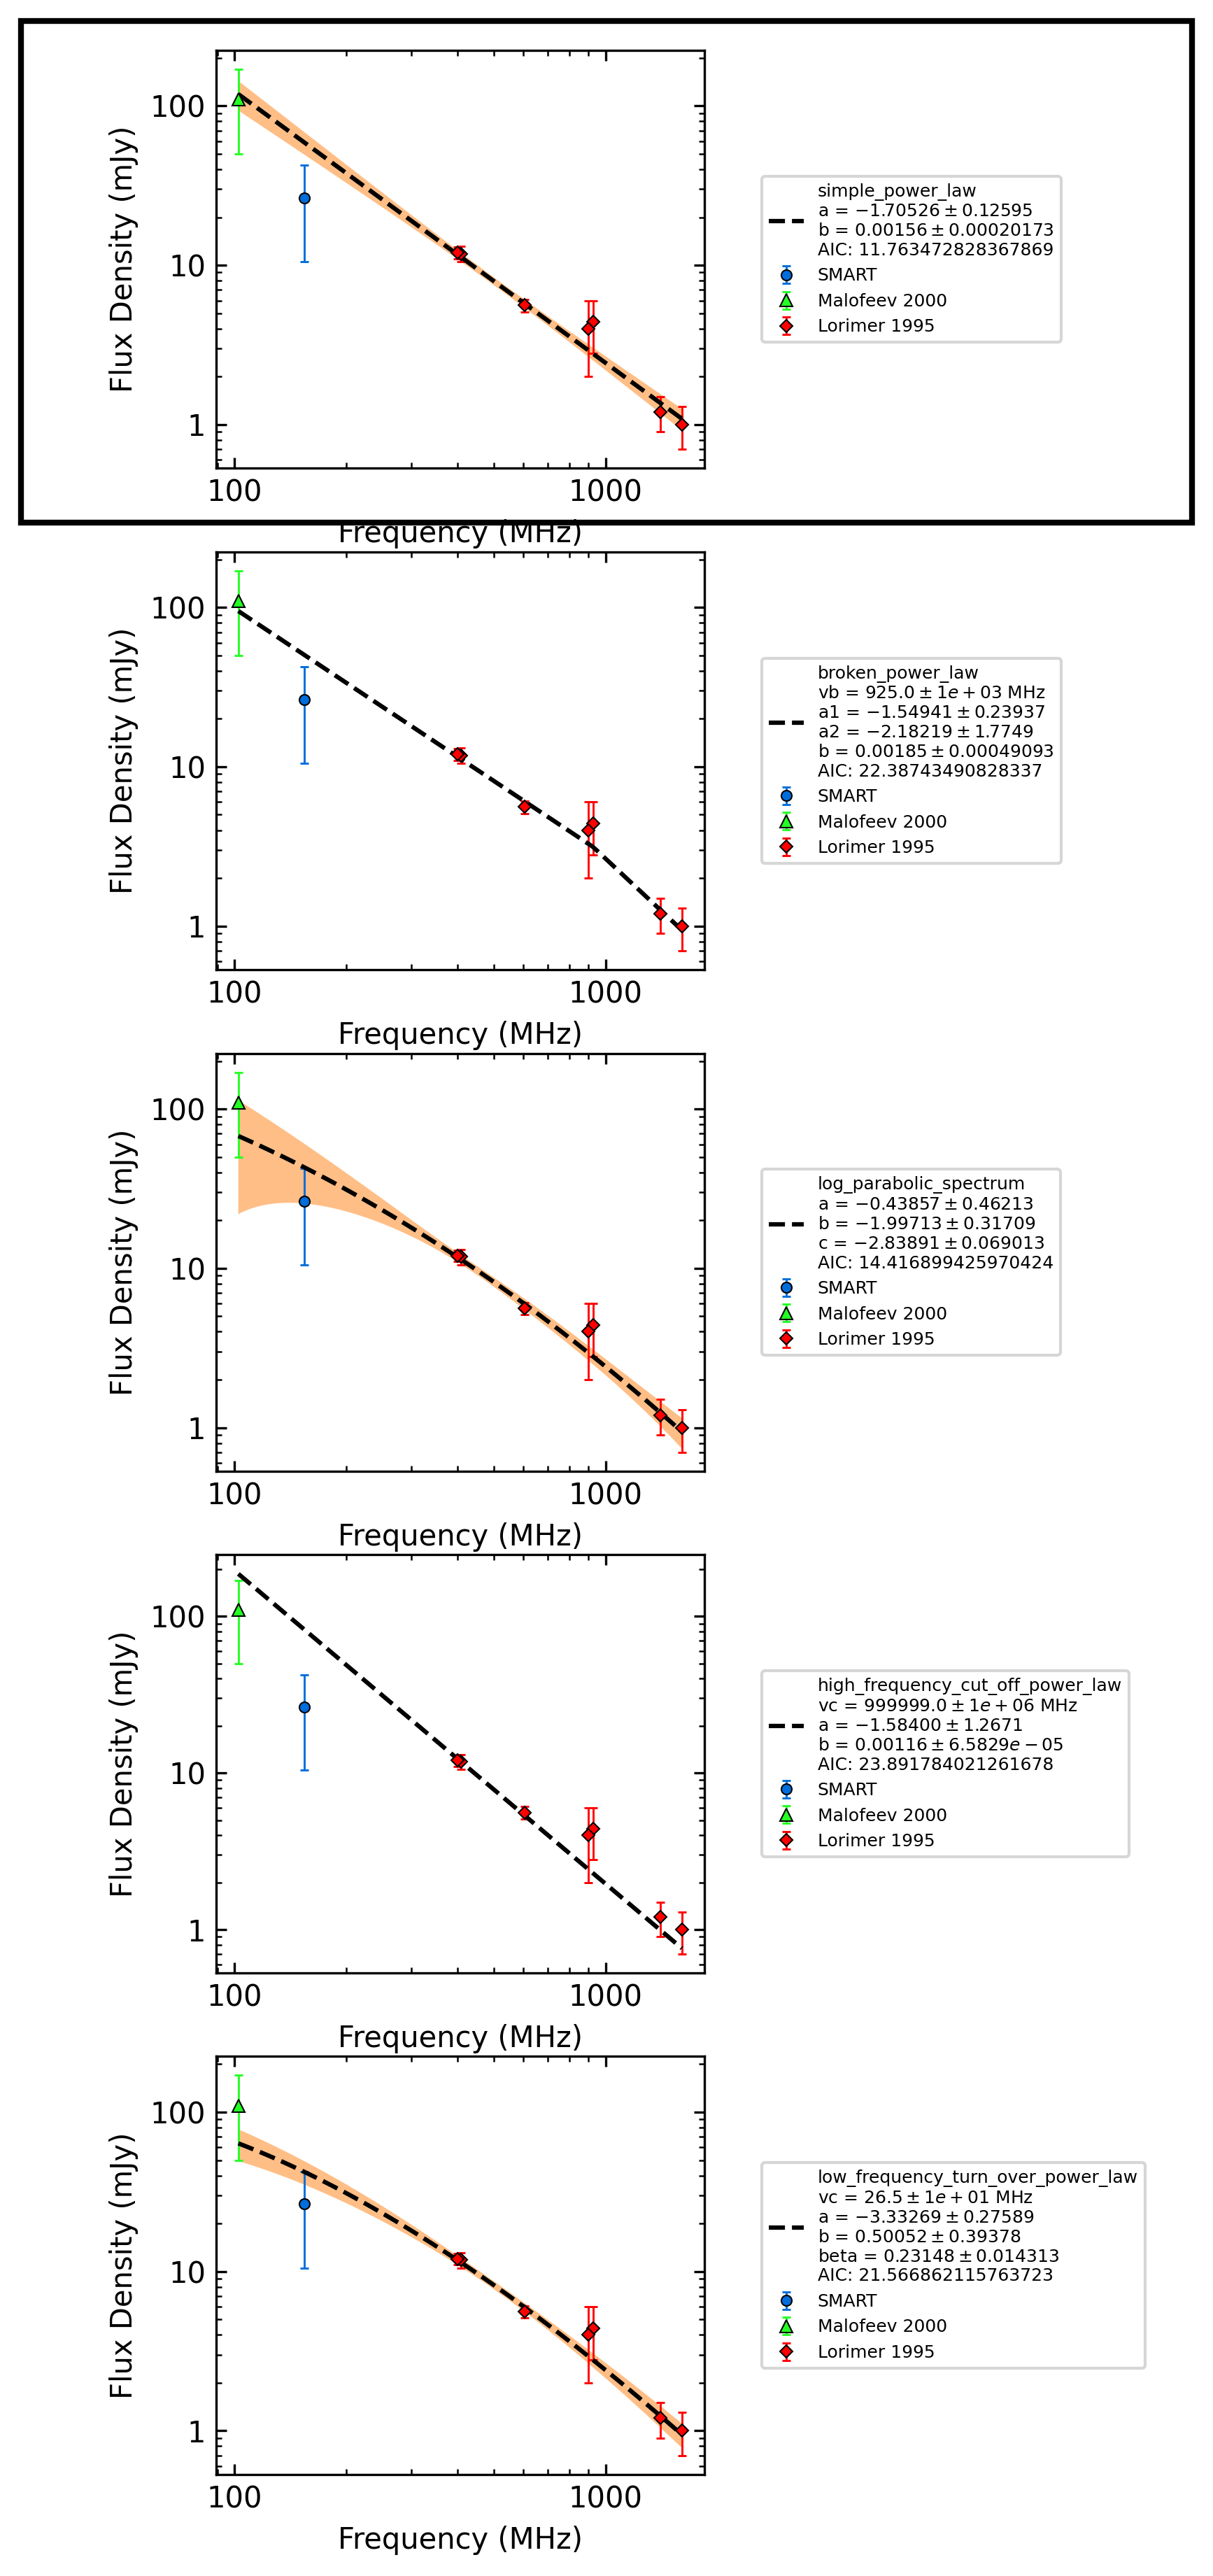 100
10
1
Flux Density (mJy)
100 1000
Frequency (MHz)
simple_power_law
a = −1.70526 ± 0.12595
b = 0.00156 ± 0.00020173
AIC: 11.763472828367869
SMART
Malofeev 2000
Lorimer 1995
100
10
1
Flux Density (mJy)
100 1000
Frequency (MHz)
broken_power_law
vb = 925.0 ± 1e + 03 MHz
a1 = −1.54941 ± 0.23937
a2 = −2.18219 ± 1.7749
b = 0.00185 ± 0.00049093
AIC: 22.38743490828337
SMART
Malofeev 2000
Lorimer 1995
100
10
1
Flux Density (mJy)
100 1000
Frequency (MHz)
log_parabolic_spectrum
a = −0.43857 ± 0.46213
b = −1.99713 ± 0.31709
c = −2.83891 ± 0.069013
AIC: 14.416899425970424
SMART
Malofeev 2000
Lorimer 1995
100
10
1
Flux Density (mJy)
100 1000
Frequency (MHz)
high_frequency_cut_off_power_law
vc = 999999.0 ± 1e + 06 MHz
a = −1.58400 ± 1.2671
b = 0.00116 ± 6.5829e − 05
AIC: 23.891784021261678
SMART
Malofeev 2000
Lorimer 1995
100
10
1
Flux Density (mJy)
100 1000
Frequency (MHz)
low_frequency_turn_over_power_law
vc = 26.5 ± 1e + 01 MHz
a = −3.33269 ± 0.27589
b = 0.50052 ± 0.39378
beta = 0.23148 ± 0.014313
AIC: 21.566862115763723
SMART
Malofeev 2000
Lorimer 1995